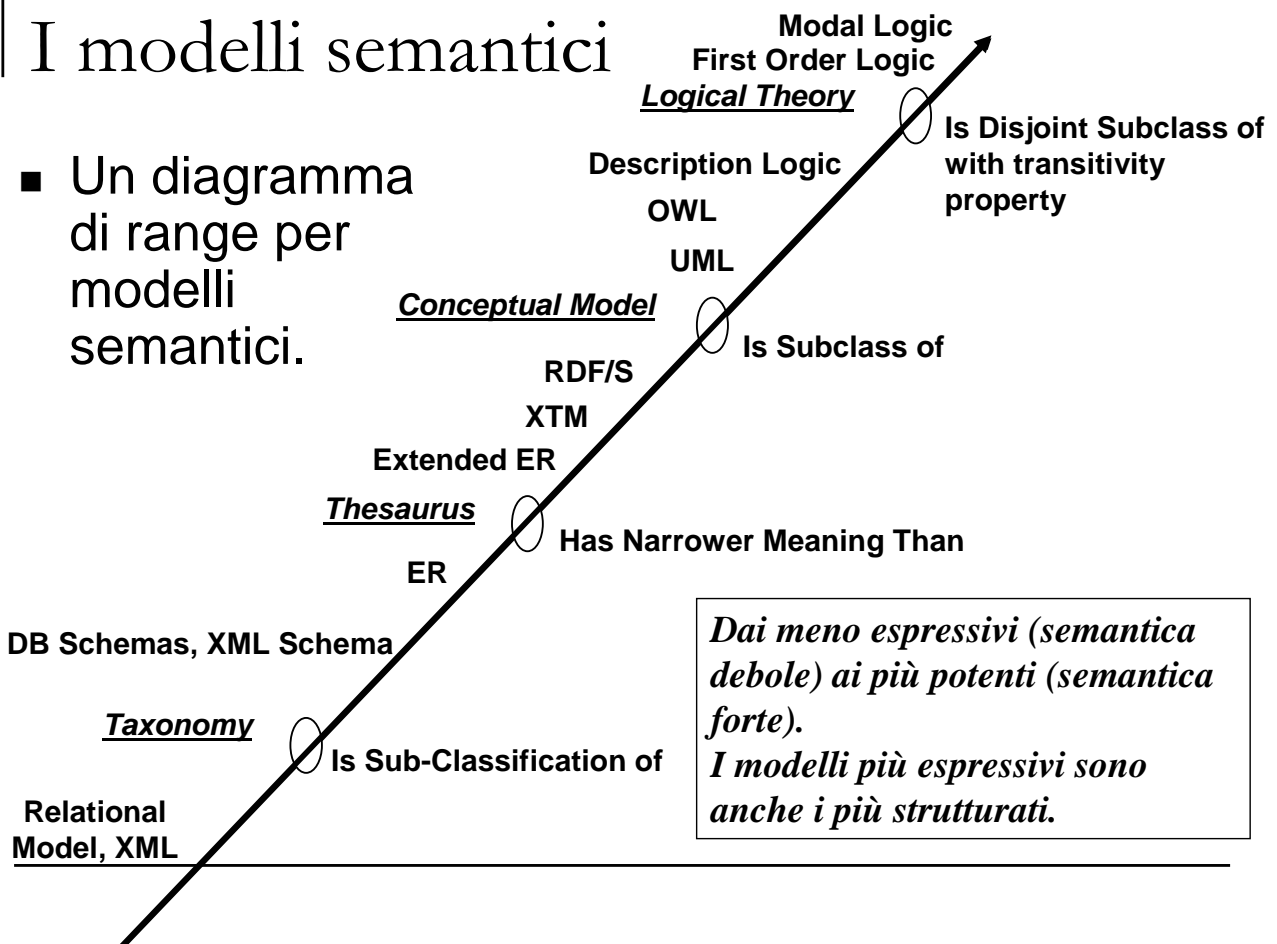 I modelli semantici
■ Un diagramma
di range per
modelli
semantici.
Modal Logic
First Order Logic
Logical Theory
Is Disjoint Subclass of
with transitivity
property
Description Logic
OWL
UML
Conceptual Model
Is Subclass of
RDF/S
XTM
Extended ER
Thesaurus
Has Narrower Meaning Than
ER
DB Schemas, XML Schema
Taxonomy
Is Sub-Classification of
Relational
Model, XML
Dai meno espressivi (semantica
debole) ai più potenti (semantica
forte).
I modelli più espressivi sono
anche i più strutturati.